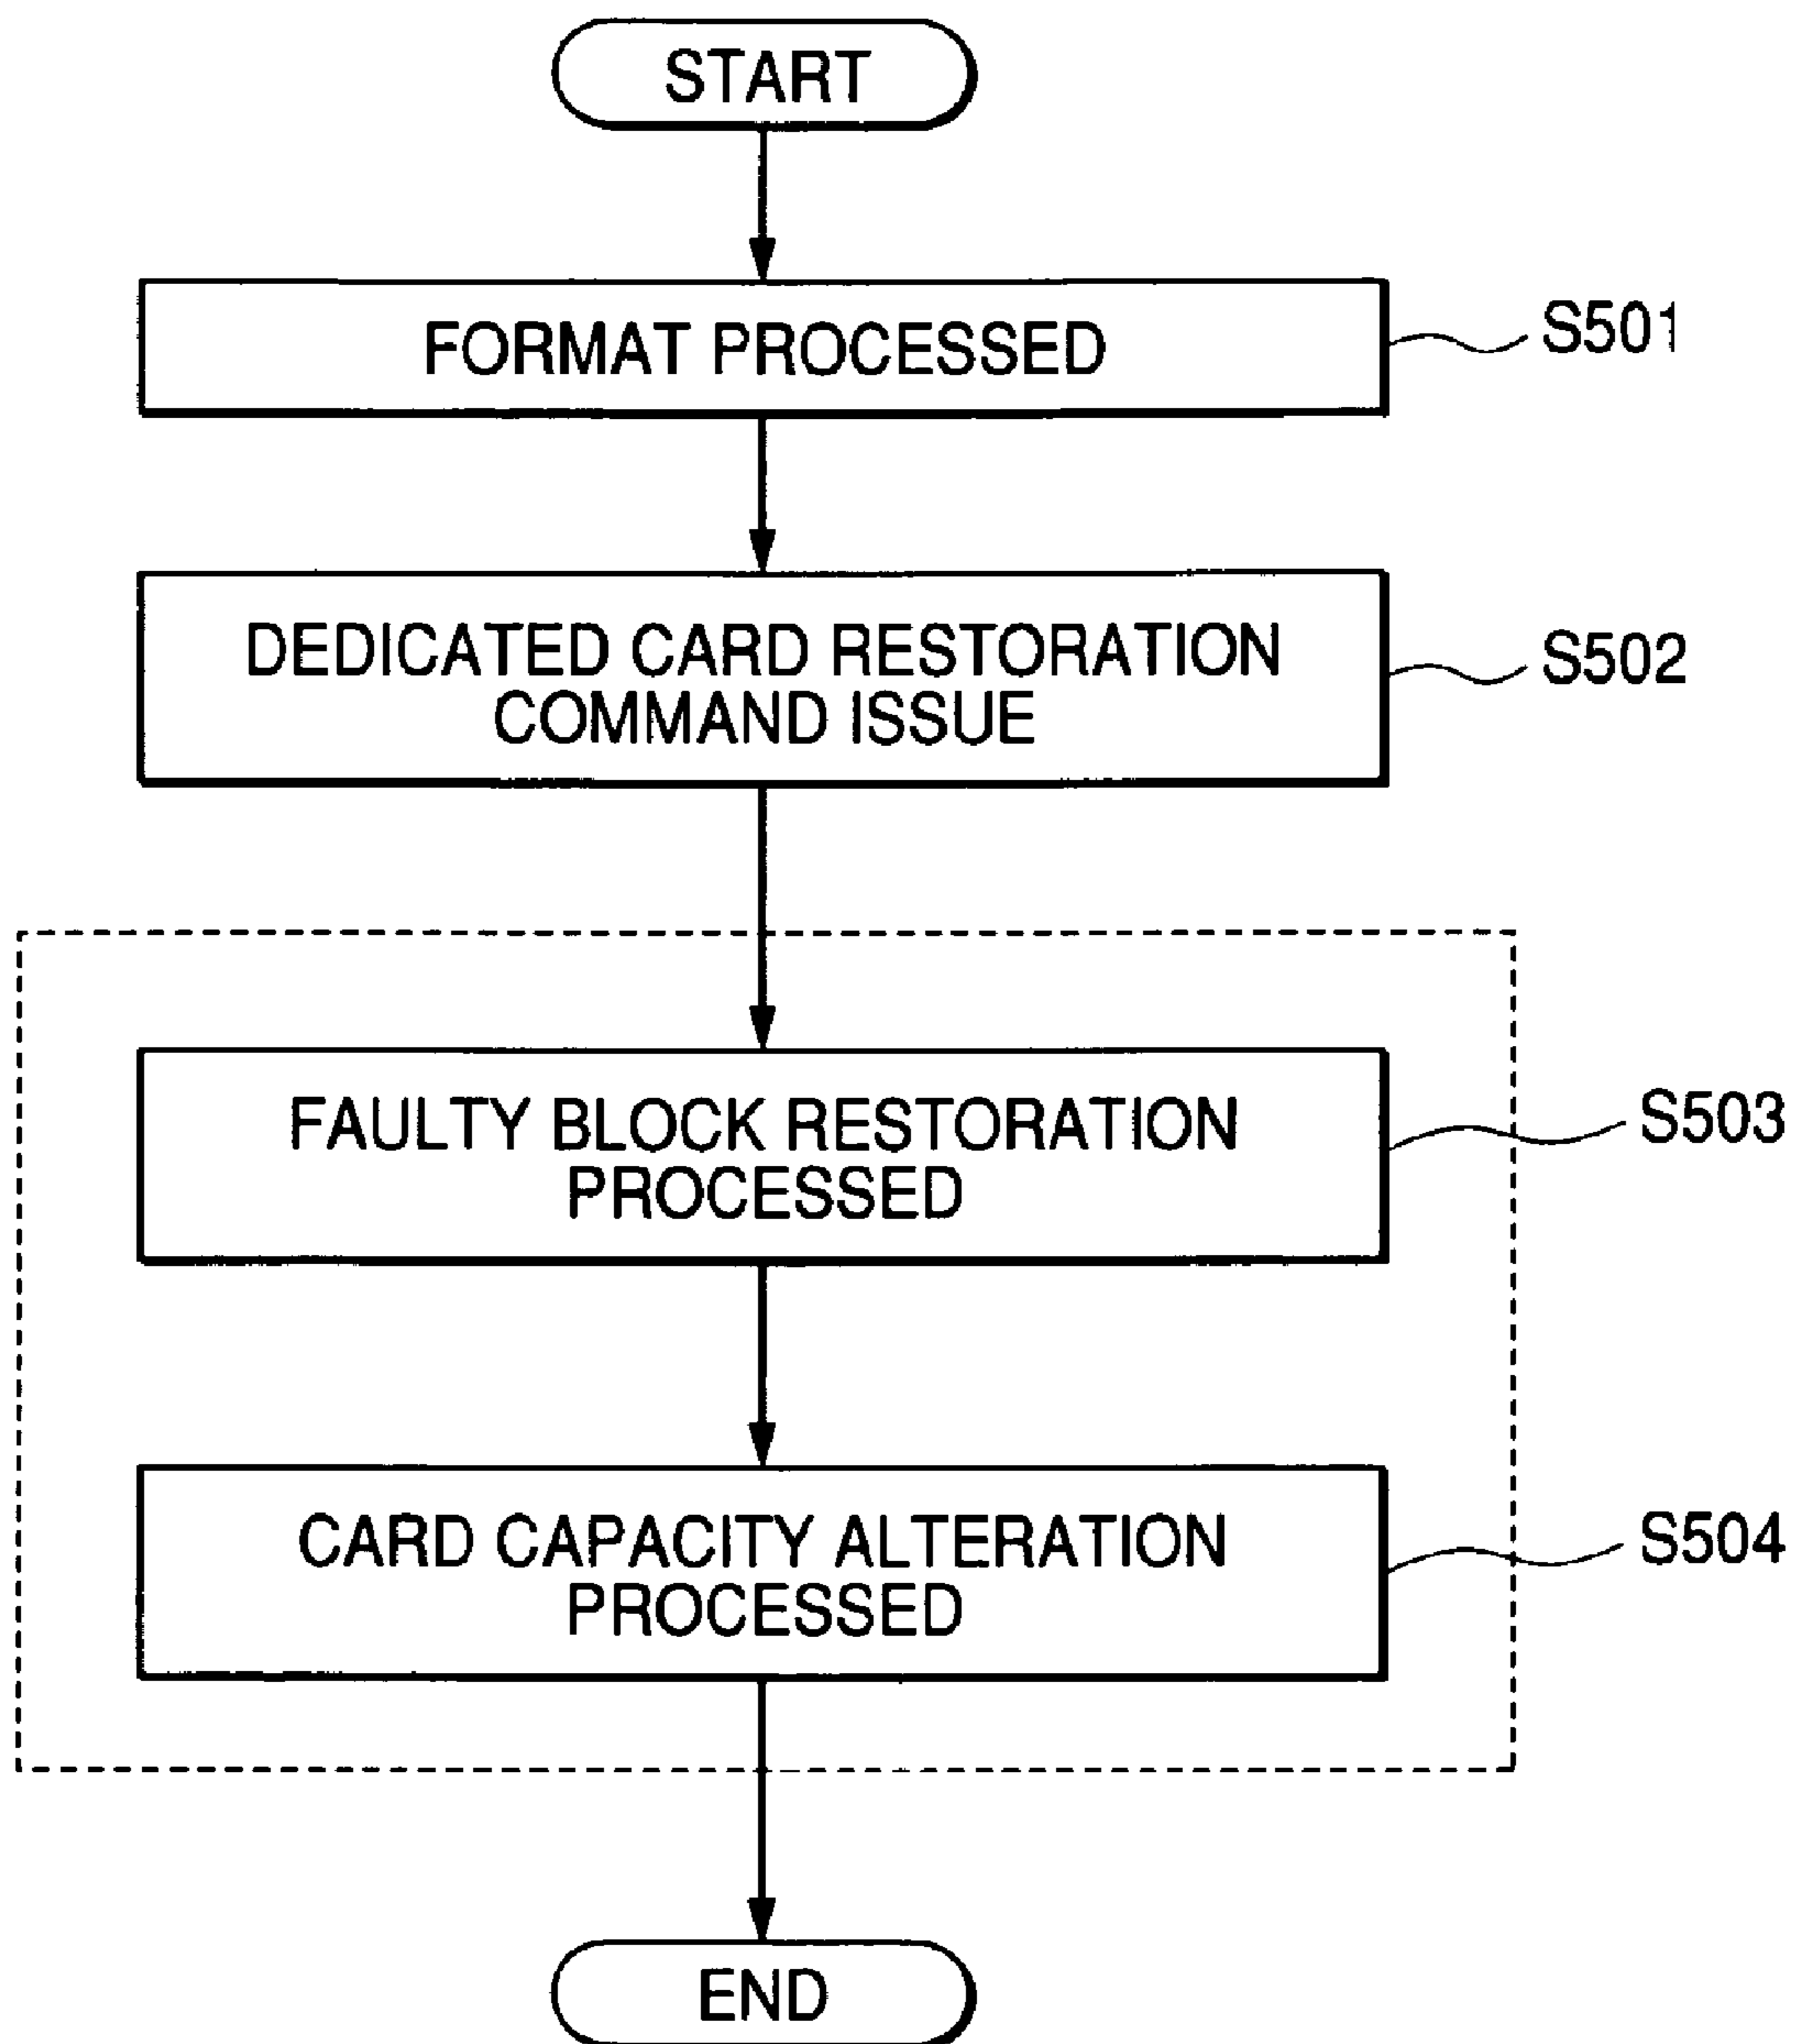 START
FORMAT PROCESSED
S501
DEDICATED CARD RESTORATION
COMMAND ISSUE
S502
FAULTY BLOCK RESTORATION
PROCESSED
S503
CARD CAPACITY ALTERATION
PROCESSED
S504
END